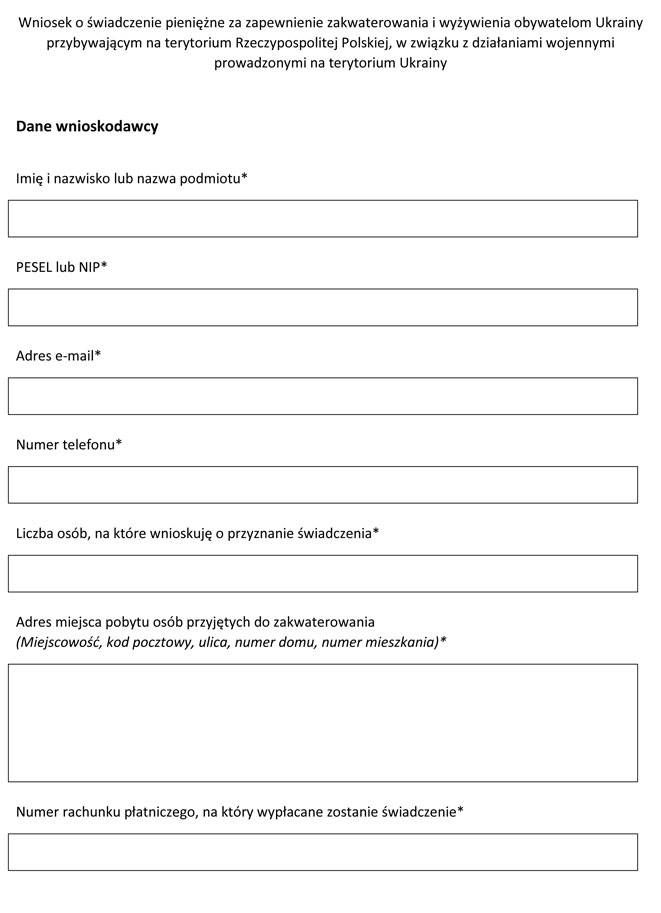 Wniosek o świadczenie pieniężne za zapewnienie zakwaterowania i wyżywienia obywatelom Ukrainy
przybywającym na terytorium Rzeczypospolitej Polskiej, w związku z działaniami wojennymi
prowadzonymi na terytorium Ukrainy
Dane wnioskodawcy
Imię i nazwisko lub nazwa podmiotu*
PESEL lub NIP*
Adres e-mail*
Numer telefonu*
Liczba osób, na które wnioskuję o przyznanie świadczenia*
Adres miejsca pobytu osób przyjętych do zakwaterowania
(Miejscowość, kod pocztowy, ulica, numer domu, numer mieszkania)*
Numer rachunku płatniczego, na który wypłacane zostanie świadczenie*